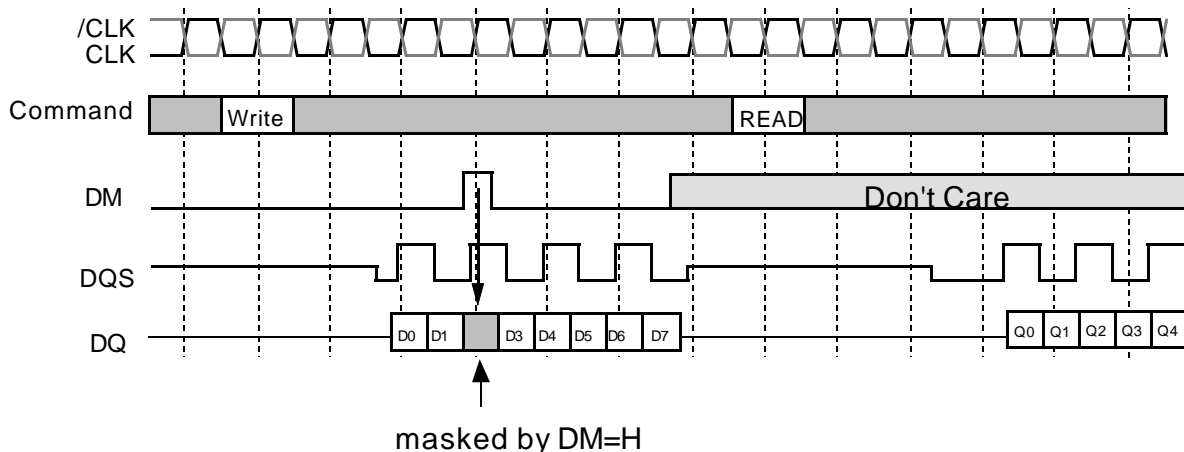 /CLK
CLK
Command
Write
READ
DM
Don't Care
DQS
DQ
D0 D1 D3 D4 D5 D6 D7
Q0 Q1 Q2 Q3 Q4
masked by DM=H